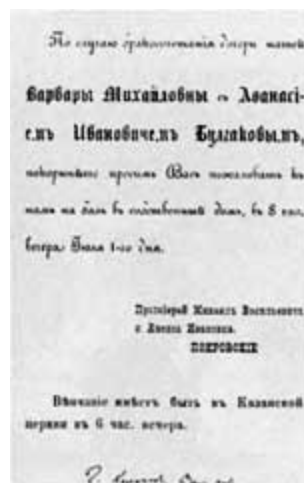 По случаю бракосочетанія дочери нашей
Варвары Михайловны съ Аѳанасі-
емъ Ивановичемъ Булгаковымъ,
покорнѣйше просимъ Васъ пожаловать къ
намъ на балъ въ собственный домъ, въ 8 час.
вечера Іюля 1-го дня.
Протоіерей Михаилъ Васильевичъ
и Анфиса Ивановна
ПОКРОВСКІЕ
Вѣнчаніе имѣетъ быть въ Казанской
церкви въ 6 час. вечера.